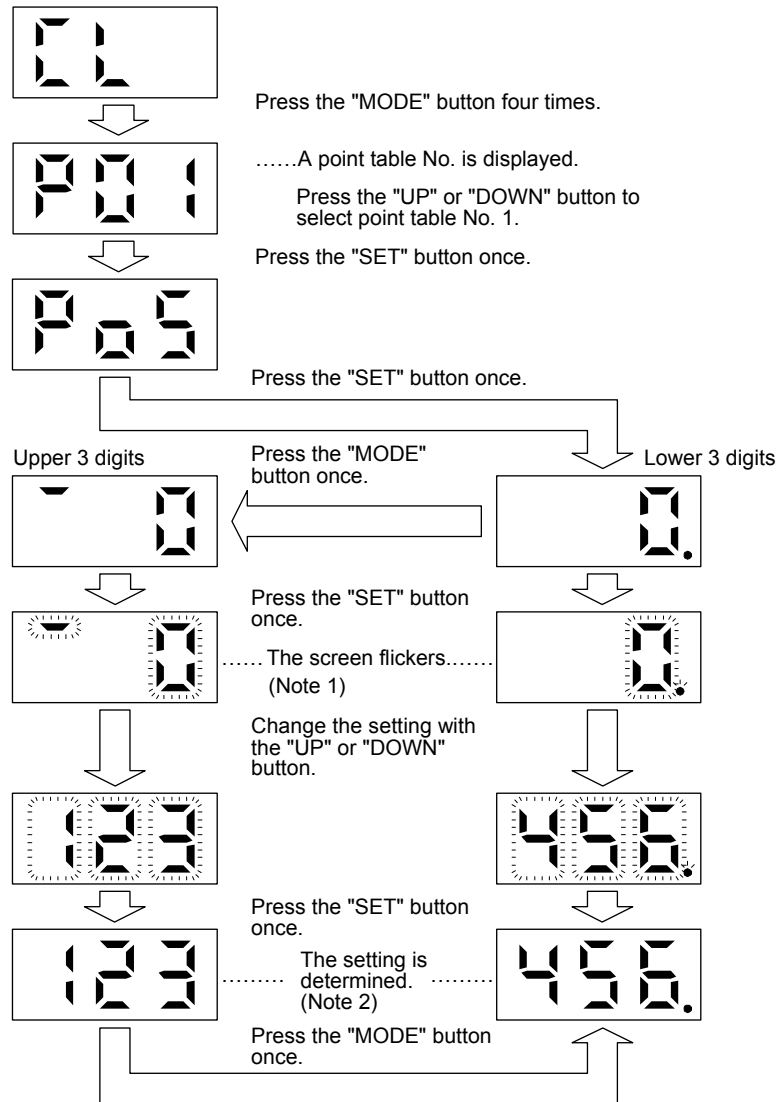 CL
Press the "MODE" button four times.
P01
......A point table No. is displayed.
Press the "UP" or "DOWN" button to
select point table No. 1.
Press the "SET" button once.
PoS
Press the "SET" button once.
Upper 3 digits
Press the "MODE"
button once.
Lower 3 digits
- 0
0.
Press the "SET" button
once.
- 0
...... The screen flickers.......
(Note 1)
0.
Change the setting with
the "UP" or "DOWN"
button.
123
456.
Press the "SET" button
once.
123
......... The setting is
determined. .........
(Note 2)
456.
Press the "MODE" button
once.